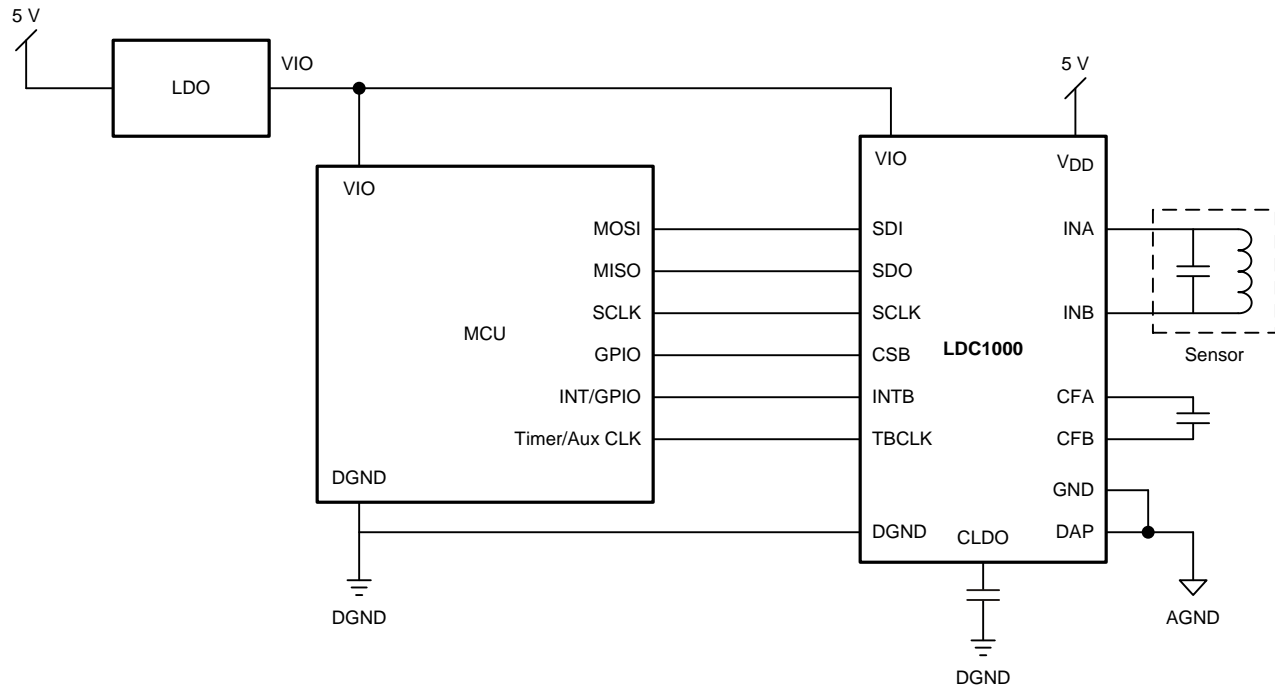 5 V
LDO
VIO
5 V
VIO
VIO
VDD
MOSI
SDI
INA
MISO
SDO
SCLK
SCLK
INB
MCU
LDC1000
GPIO
CSB
Sensor
INT/GPIO
INTB
CFA
Timer/Aux CLK
TBCLK
CFB
DGND
GND
DGND
CLDO
DAP
DGND
AGND
DGND